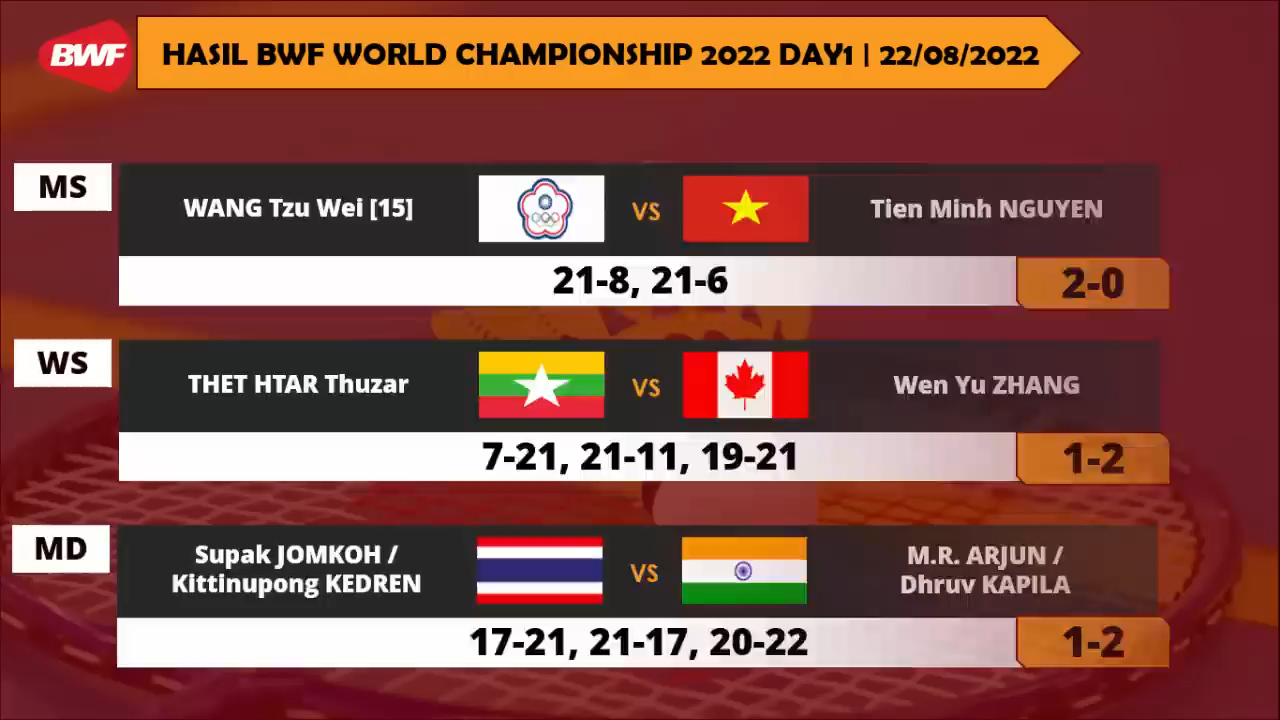 BWF
HASIL BWF WORLD CHAMPIONSHIP 2022 DAY1 | 22/08/2022
MS
WANG Tzu Wei [15]
VS
Tien Minh NGUYEN
21-8, 21-6
2-0
WS
THET HTAR Thuzar
VS
Wen Yu ZHANG
7-21, 21-11, 19-21
1-2
MD
Supak JOMKOH /
Kittinupong KEDREN
VS
M.R. ARJUN /
Dhruv KAPILA
17-21, 21-17, 20-22
1-2